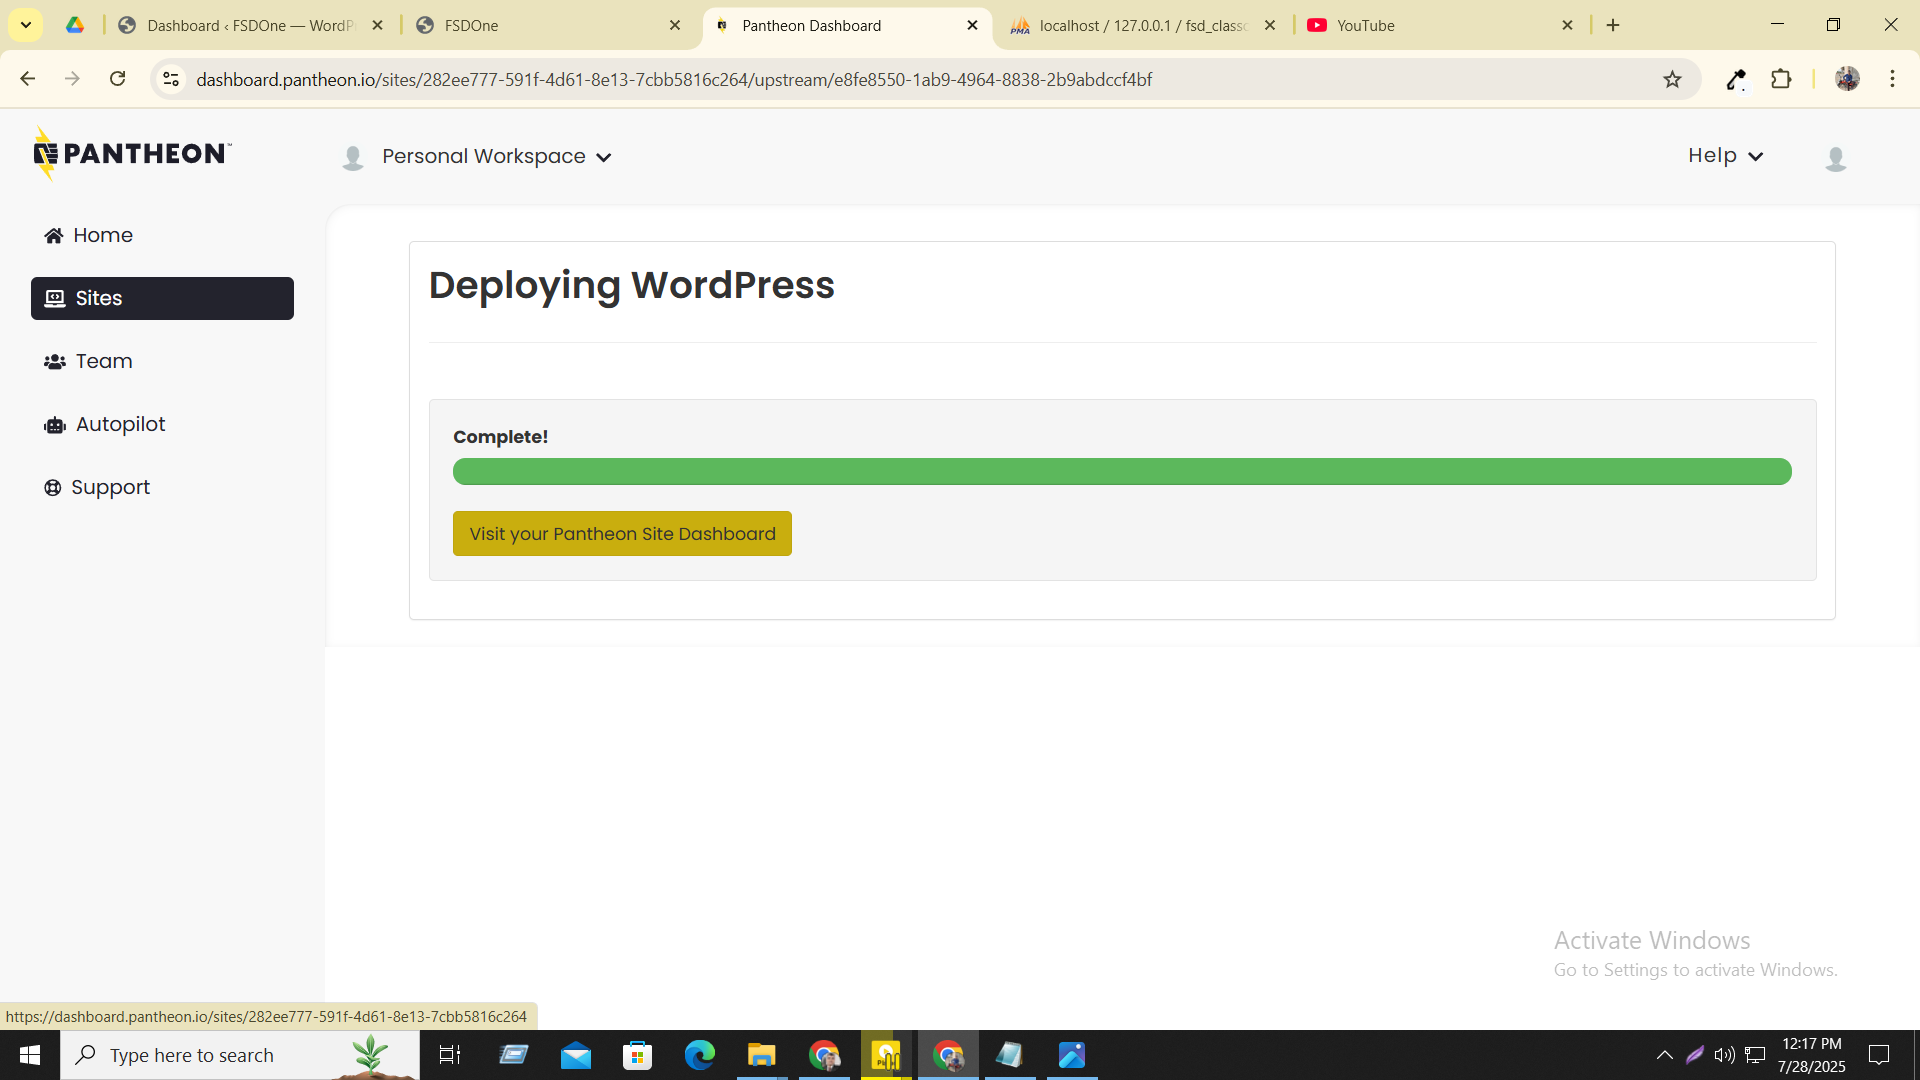 Dashboard ‹ FSDOne — WordP
FSDOne
Pantheon Dashboard
PMA
localhost / 127.0.0.1 / fsd_class
YouTube
dashboard.pantheon.io/sites/282ee777-591f-4d61-8e13-7cbb5816c264/upstream/e8fe8550-1ab9-4964-8838-2b9abdccf4bf
PANTHEON™
Personal Workspace
Help
Home
Sites
Team
Autopilot
Support
Deploying WordPress
Complete!
Visit your Pantheon Site Dashboard
Activate Windows
Go to Settings to activate Windows.
https://dashboard.pantheon.io/sites/282ee777-591f-4d61-8e13-7cbb5816c264
Type here to search
12:17 PM
7/28/2025